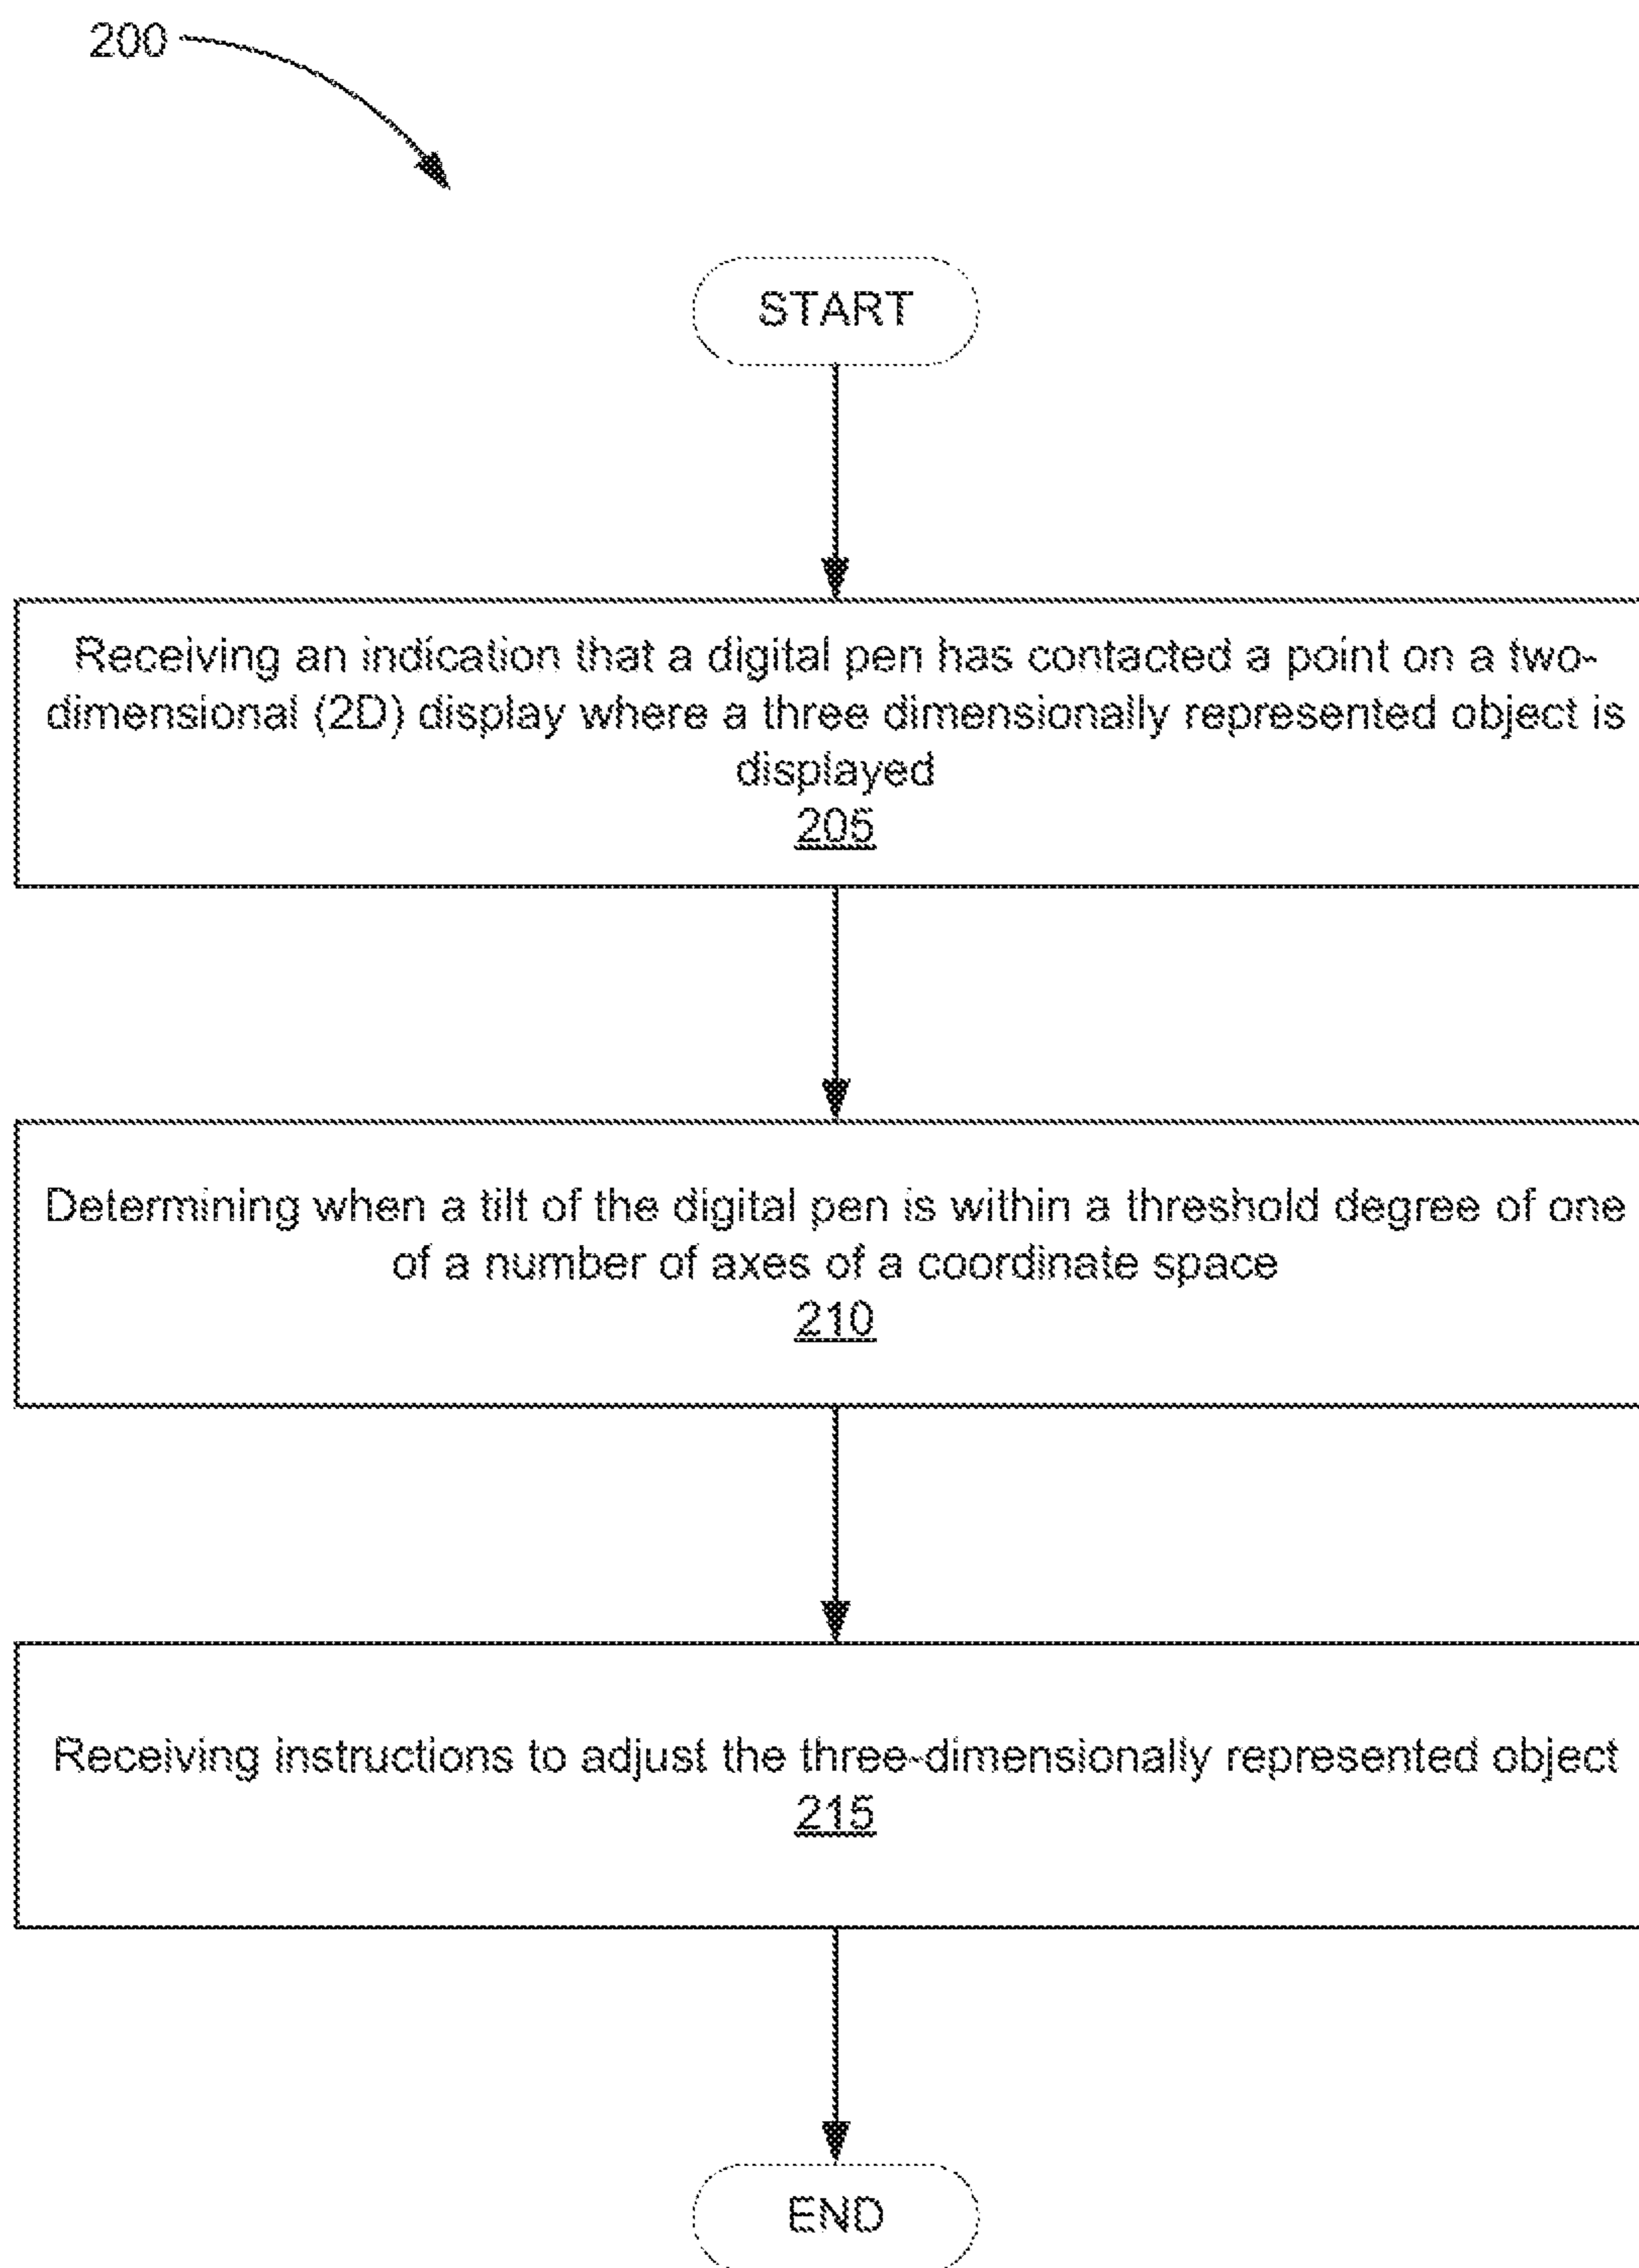 200
START
Receiving an indication that a digital pen has contacted a point on a two-
dimensional (2D) display where a three dimensionally represented object is
displayed
205
Determining when a tilt of the digital pen is within a threshold degree of one
of a number of axes of a coordinate space
210
Receiving instructions to adjust the three-dimensionally represented object
215
END